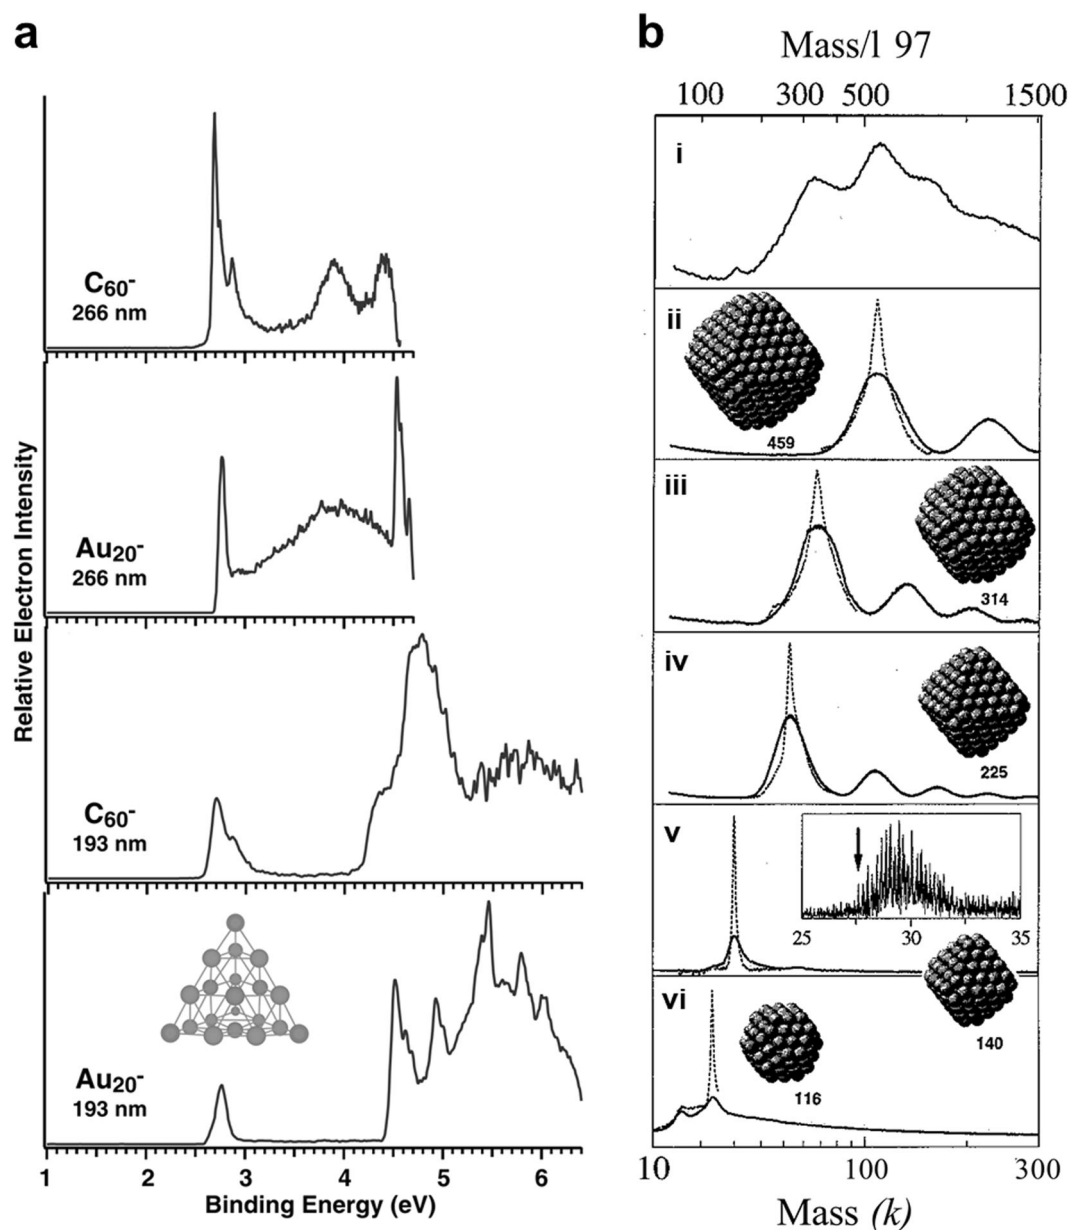 a
Relative Electron Intensity
C60-
266 nm
Au20-
266 nm
C60-
193 nm
Au20-
193 nm
1 2 3 4 5 6
Binding Energy (eV)
b
Mass/l 97
100 300 500 1500
i
ii
459
iii
314
iv
225
v
25 30 35
140
vi
116
10 100 300
Mass (k)